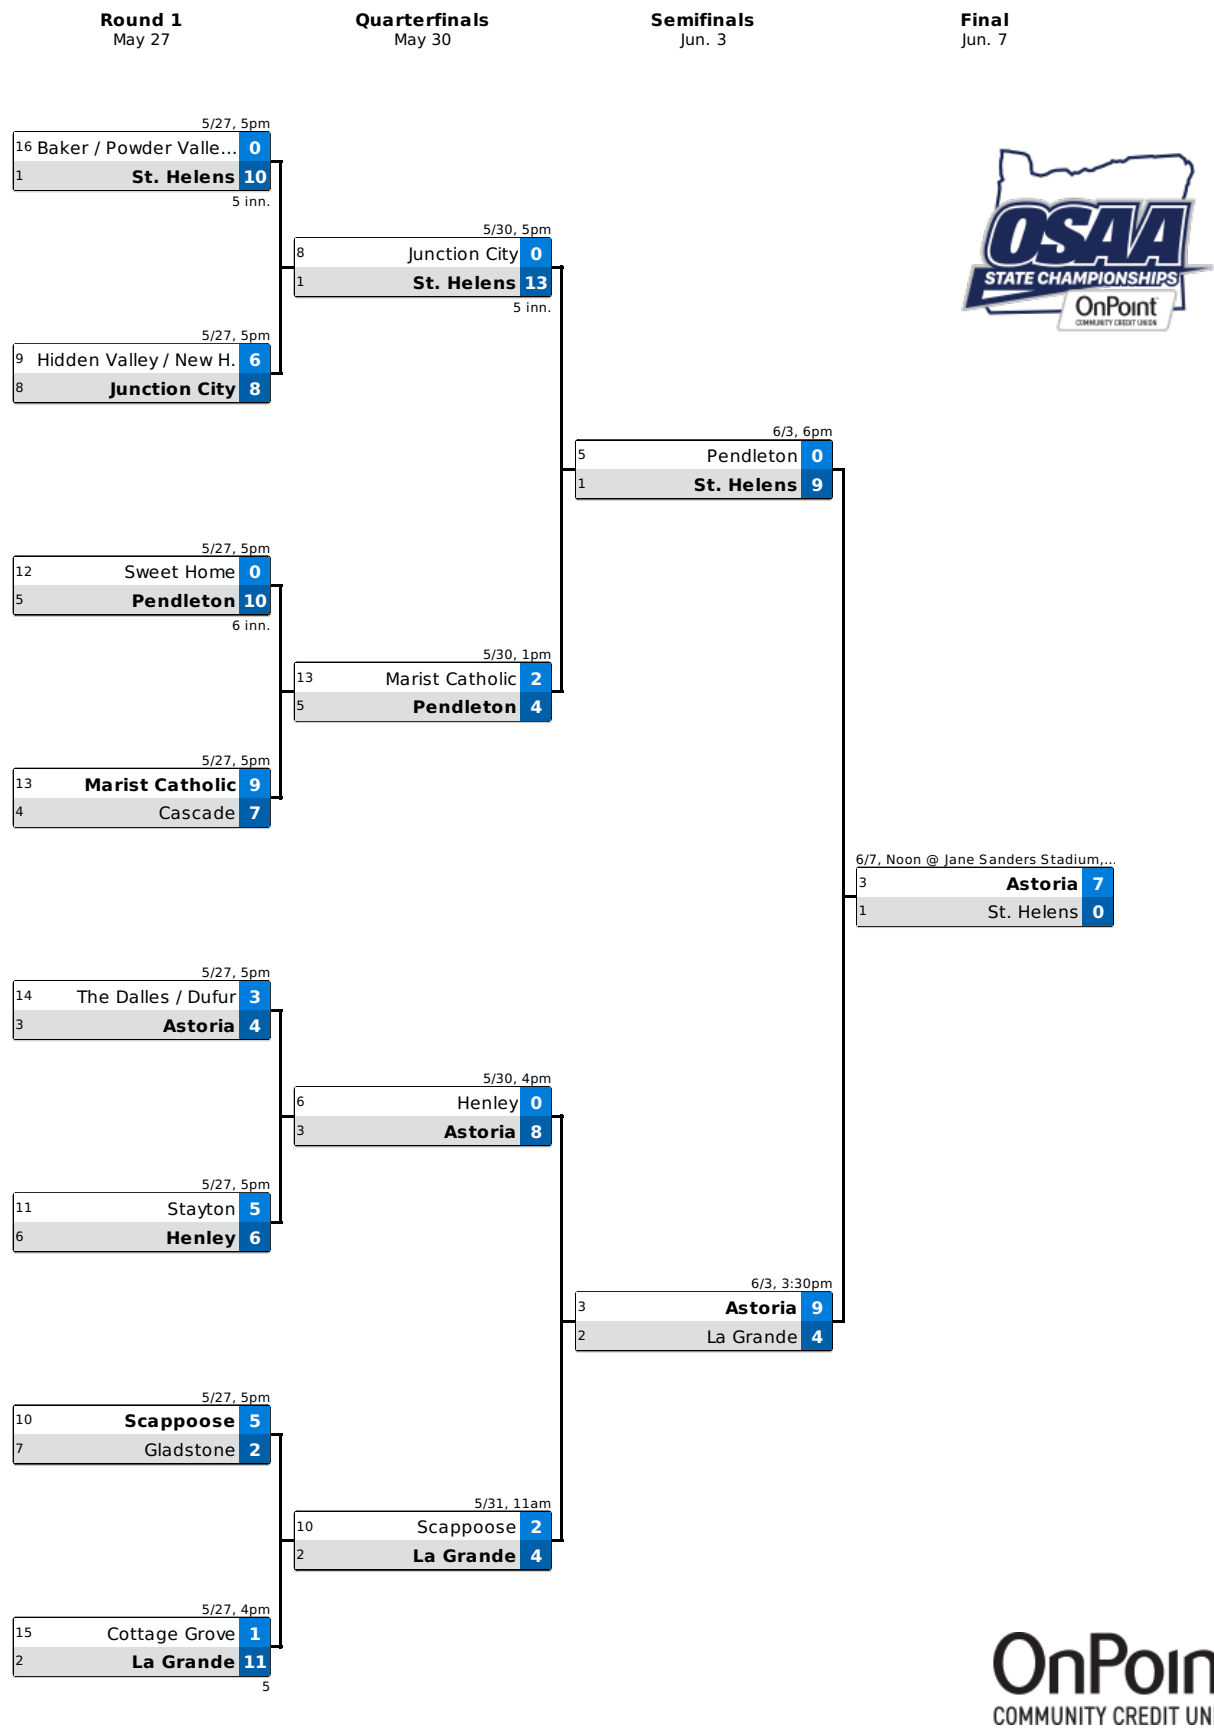 Round 1
May 27
Quarterfinals
May 30
Semifinals
Jun. 3
Final
Jun. 7
5/27, 5pm
16 Baker / Powder Valle... 0
1 St. Helens 10
5 inn.
5/27, 5pm
9 Hidden Valley / New H. 6
8 Junction City 8
5/27, 5pm
12 Sweet Home 0
5 Pendleton 10
6 inn.
5/27, 5pm
13 Marist Catholic 9
4 Cascade 7
5/27, 5pm
14 The Dalles / Dufur 3
3 Astoria 4
5/27, 5pm
11 Stayton 5
6 Henley 6
5/27, 5pm
10 Scappoose 5
7 Gladstone 2
5/27, 4pm
15 Cottage Grove 1
2 La Grande 11
5
5/30, 5pm
8 Junction City 0
1 St. Helens 13
5 inn.
5/30, 1pm
13 Marist Catholic 2
5 Pendleton 4
5/30, 4pm
6 Henley 0
3 Astoria 8
5/31, 11am
10 Scappoose 2
2 La Grande 4
6/3, 6pm
5 Pendleton 0
1 St. Helens 9
6/3, 3:30pm
3 Astoria 9
2 La Grande 4
6/7, Noon @ Jane Sanders Stadium,...
3 Astoria 7
1 St. Helens 0
OSAA
STATE CHAMPIONSHIPS
OnPoint
COMMUNITY CREDIT UNION
OnPoin
COMMUNITY CREDIT UNI